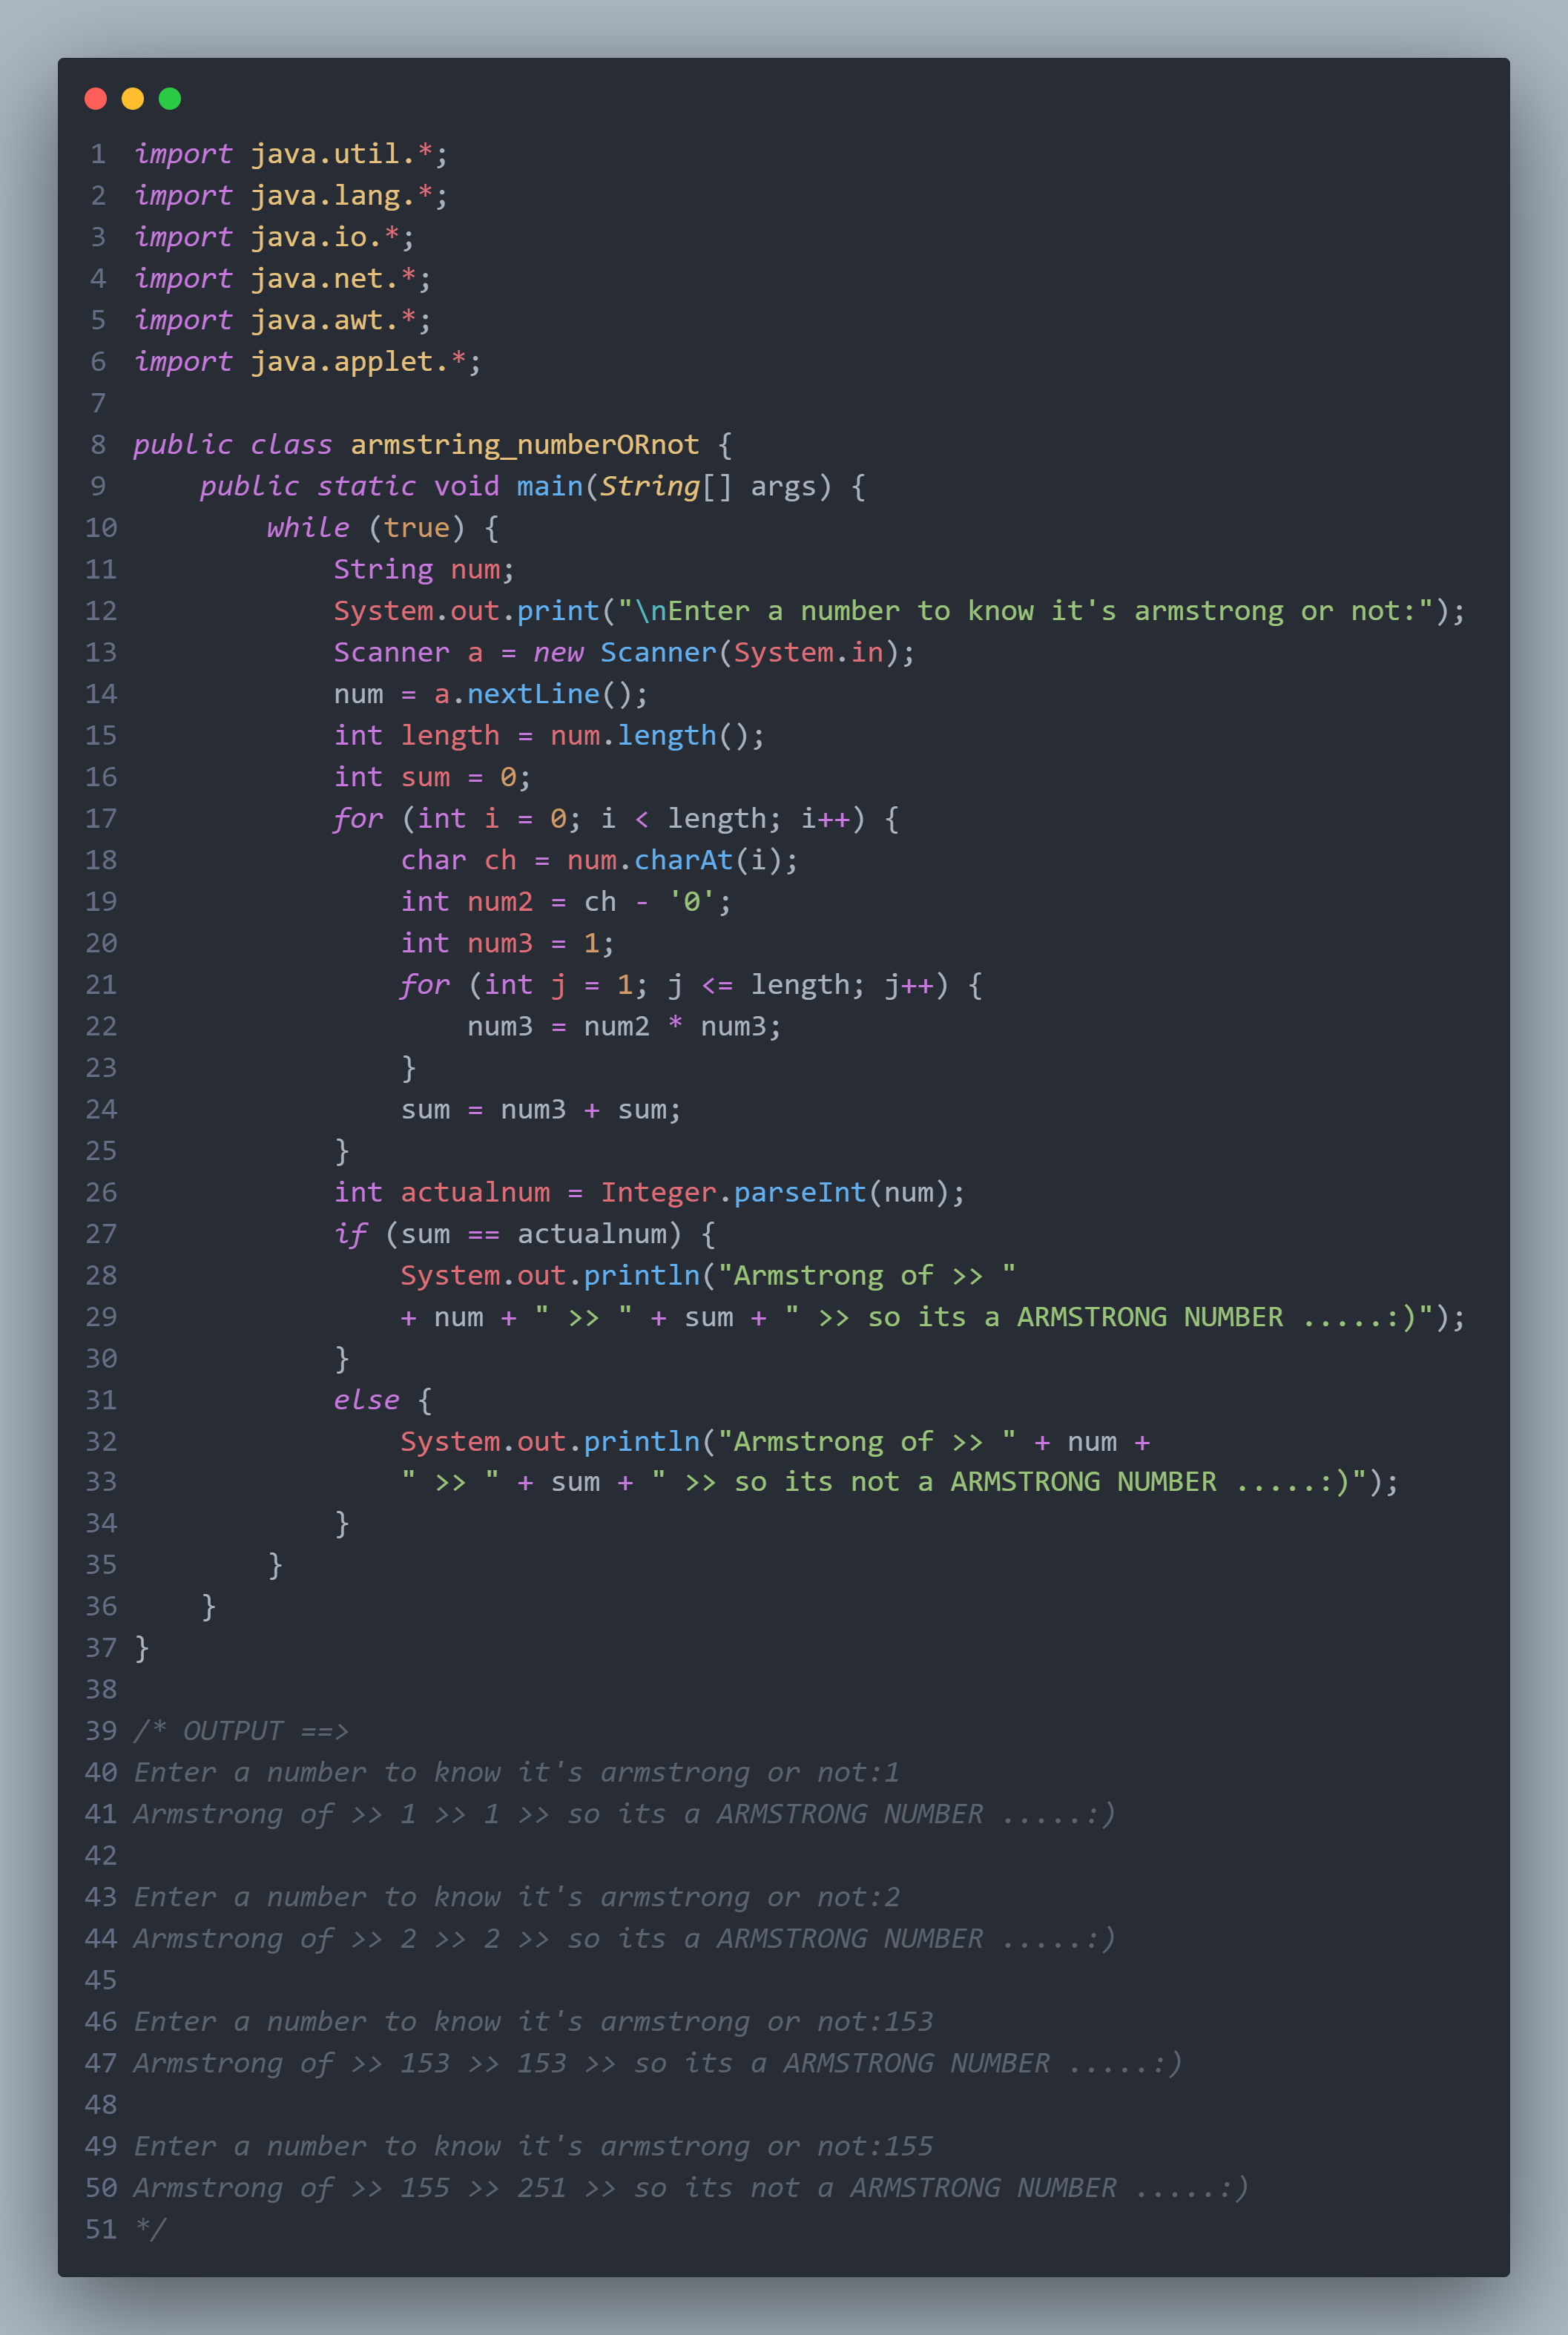 1 import java.util.*;
2 import java.lang.*;
3 import java.io.*;
4 import java.net.*;
5 import java.awt.*;
6 import java.applet.*;
7
8 public class armstring_numberORnot {
9     public static void main(String[] args) {
10         while (true) {
11             String num;
12             System.out.print("\nEnter a number to know it's armstrong or not:");
13             Scanner a = new Scanner(System.in);
14             num = a.nextLine();
15             int length = num.length();
16             int sum = 0;
17             for (int i = 0; i < length; i++) {
18                 char ch = num.charAt(i);
19                 int num2 = ch - '0';
20                 int num3 = 1;
21                 for (int j = 1; j <= length; j++) {
22                     num3 = num2 * num3;
23                 }
24                 sum = num3 + sum;
25             }
26             int actualnum = Integer.parseInt(num);
27             if (sum == actualnum) {
28                 System.out.println("Armstrong of >> "
29                 + num + " >> " + sum + " >> so its a ARMSTRONG NUMBER .....:)");
30             }
31             else {
32                 System.out.println("Armstrong of >> " + num +
33                 " >> " + sum + " >> so its not a ARMSTRONG NUMBER .....:)");
34             }
35         }
36     }
37 }
38
39 /* OUTPUT ==>
40 Enter a number to know it's armstrong or not:1
41 Armstrong of >> 1 >> 1 >> so its a ARMSTRONG NUMBER .....:)
42
43 Enter a number to know it's armstrong or not:2
44 Armstrong of >> 2 >> 2 >> so its a ARMSTRONG NUMBER .....:)
45
46 Enter a number to know it's armstrong or not:153
47 Armstrong of >> 153 >> 153 >> so its a ARMSTRONG NUMBER .....:)
48
49 Enter a number to know it's armstrong or not:155
50 Armstrong of >> 155 >> 251 >> so its not a ARMSTRONG NUMBER .....:)
51 */